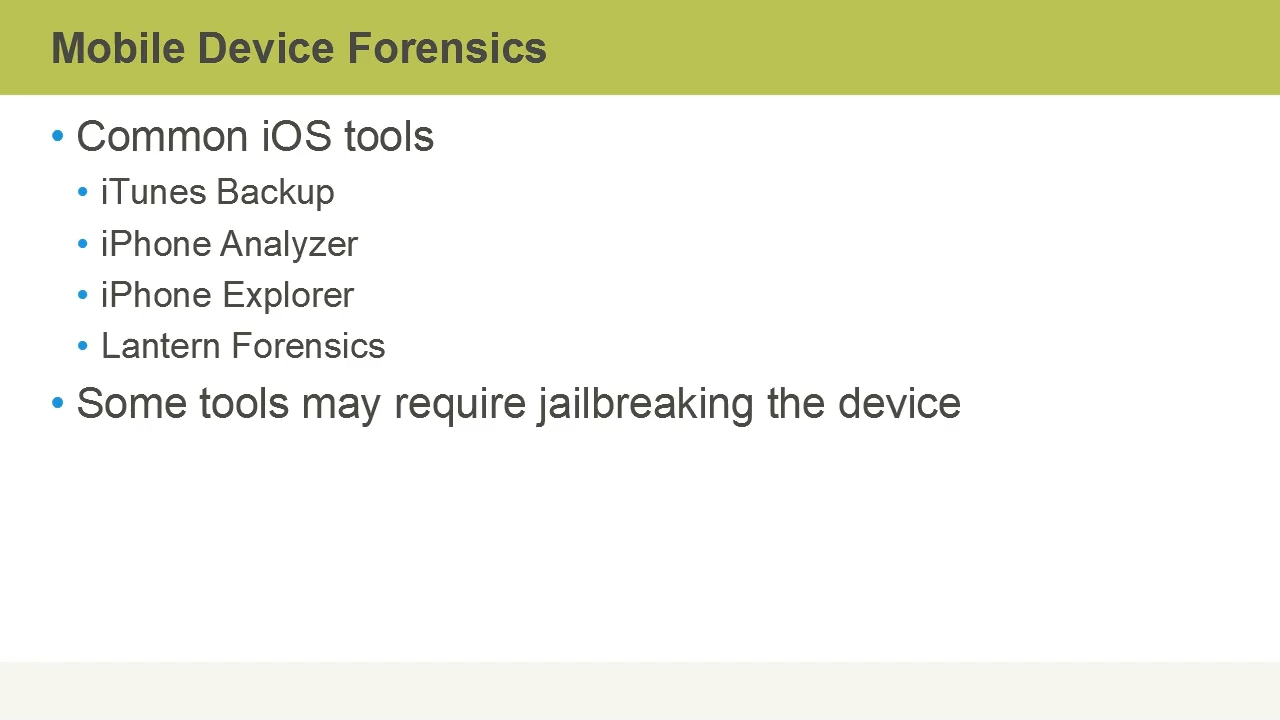 Mobile Device Forensics
• Common iOS tools
• iTunes Backup
• iPhone Analyzer
• iPhone Explorer
• Lantern Forensics
• Some tools may require jailbreaking the device